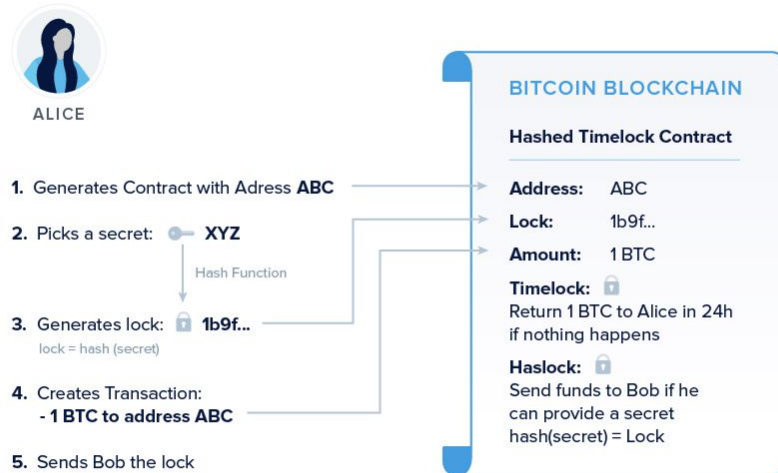 ALICE
1. Generates Contract with Adress ABC
2. Picks a secret: XYZ
Hash Function
3. Generates lock: 1b9f...
lock = hash (secret)
4. Creates Transaction:
- 1 BTC to address ABC
5. Sends Bob the lock
BITCOIN BLOCKCHAIN
Hashed Timelock Contract
Address: ABC
Lock: 1b9f...
Amount: 1 BTC
Timelock:
Return 1 BTC to Alice in 24h
if nothing happens
Haslock:
Send funds to Bob if he
can provide a secret
hash(secret) = Lock